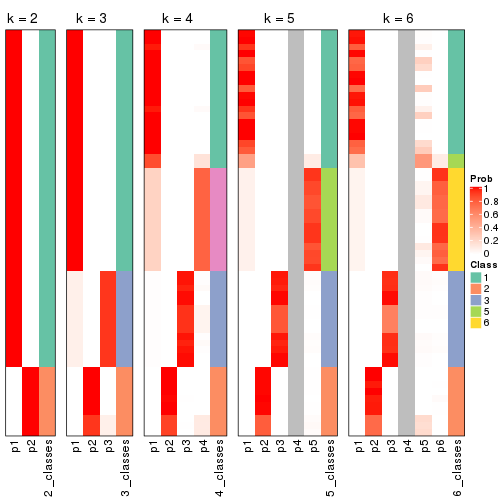 k = 2
k = 3
k = 4
k = 5
k = 6
Prob
1
0.8
0.6
0.4
0.2
0
Class
1
2
3
5
6
p1
p2
2_classes
p1
p2
p3
3_classes
p1
p2
p3
p4
4_classes
p1
p2
p3
p4
p5
5_classes
p1
p2
p3
p4
p5
p6
6_classes